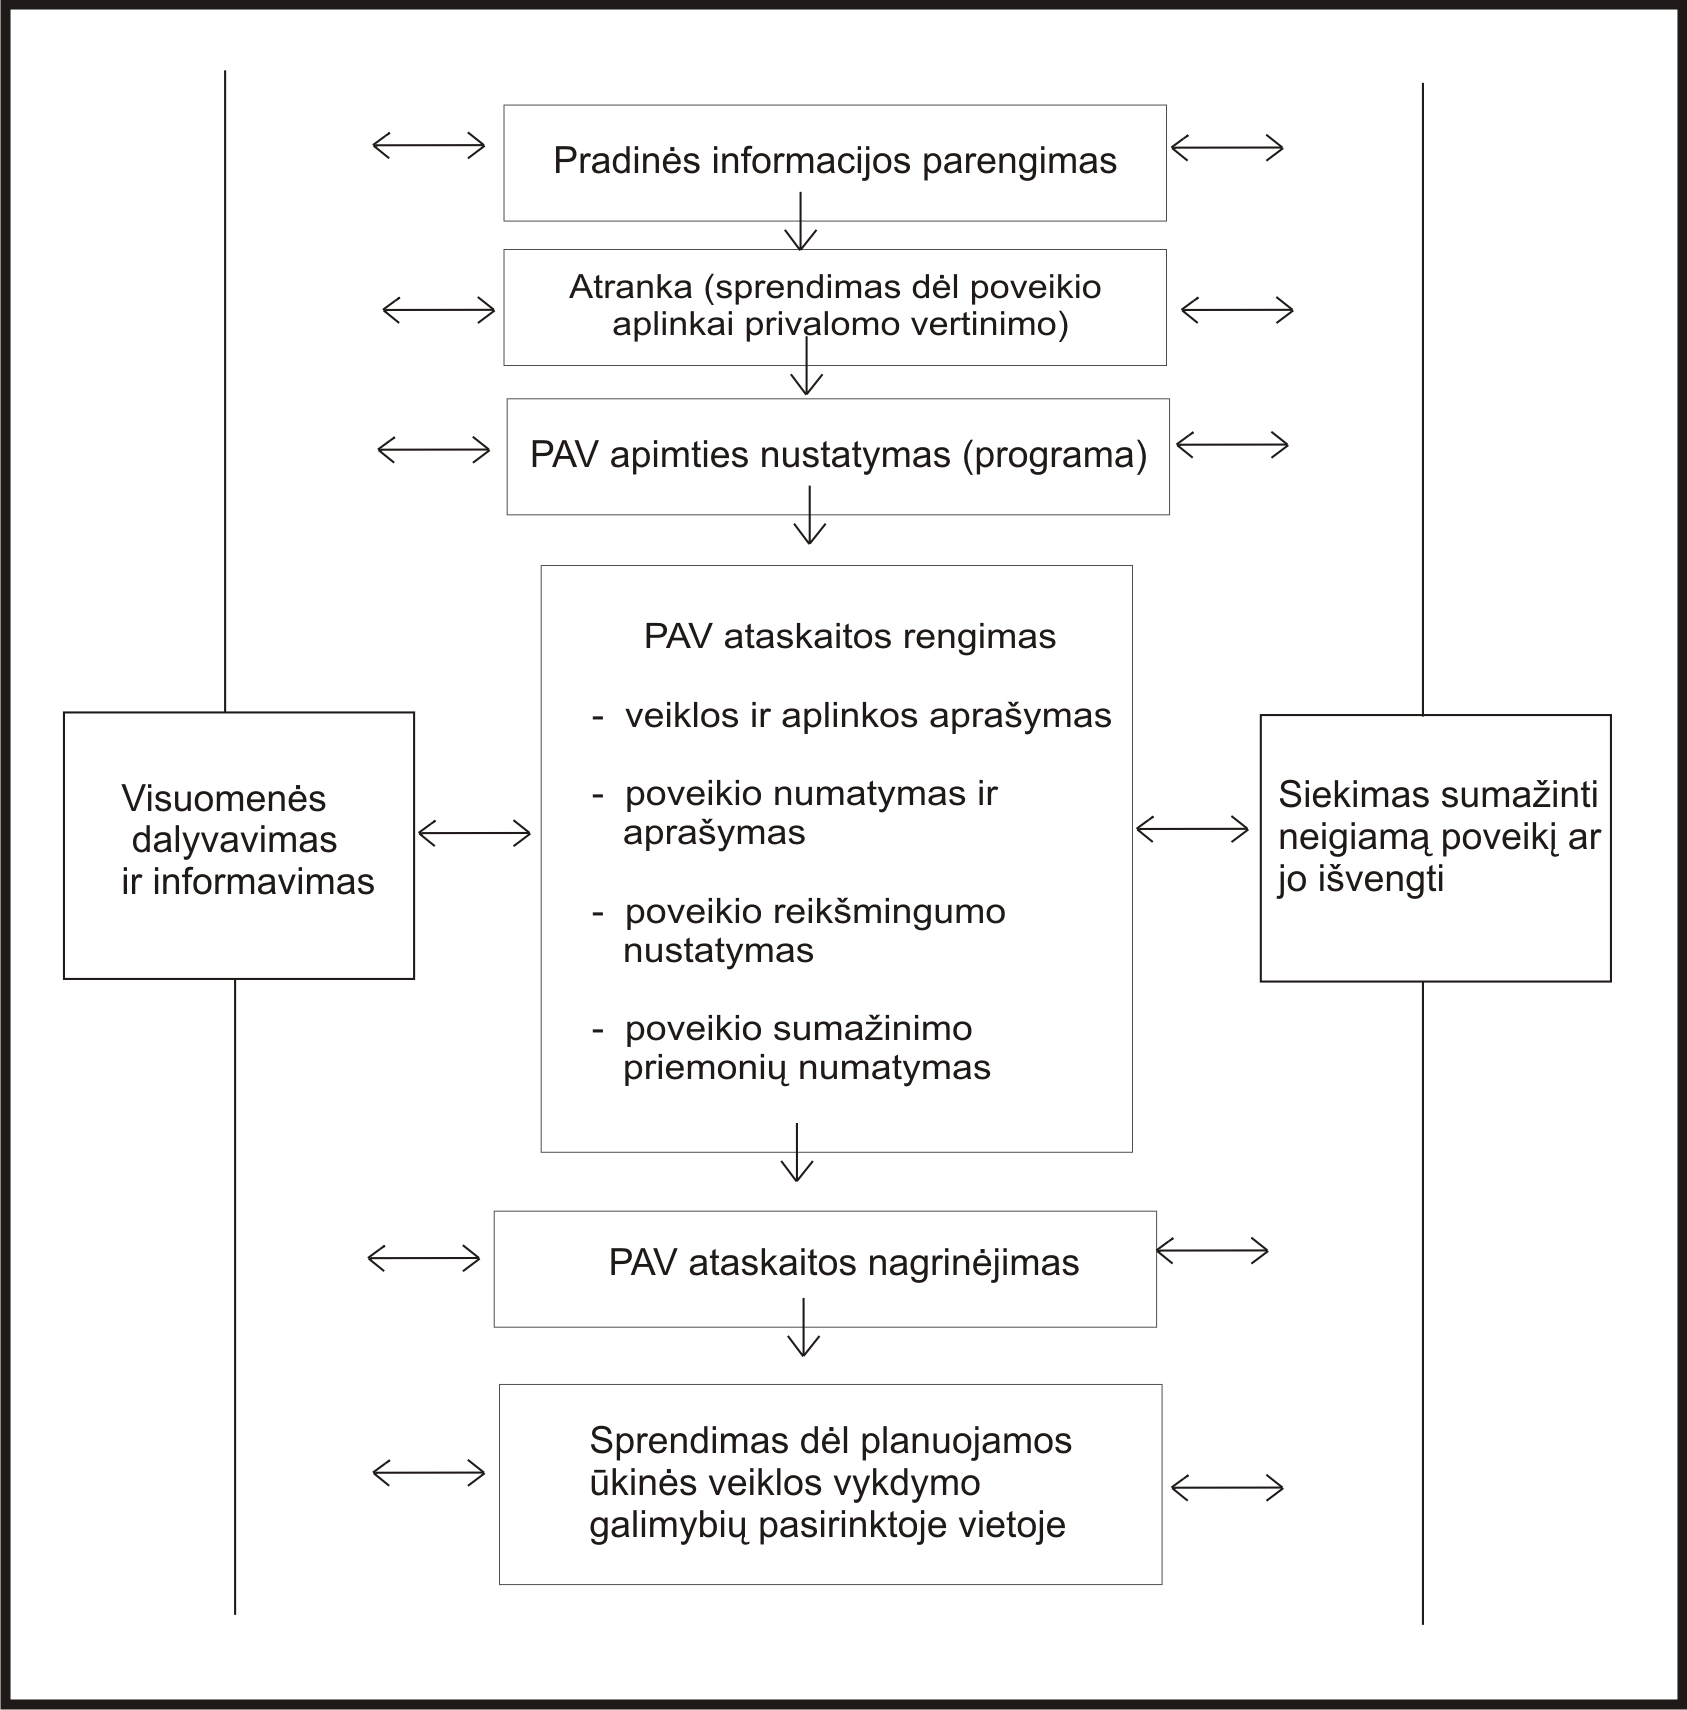 Pradinės informacijos parengimas
Atranka (sprendimas dėl poveikio
aplinkai privalomo vertinimo)
PAV apimties nustatymas (programa)
PAV ataskaitos rengimas
- veiklos ir aplinkos aprašymas
- poveikio numatymas ir
aprašymas
- poveikio reikšmingumo
nustatymas
- poveikio sumažinimo
priemonių numatymas
Visuomenės
dalyvavimas
ir informavimas
Siekimas sumažinti
neigiamą poveikį ar
jo išvengti
PAV ataskaitos nagrinėjimas
Sprendimas dėl planuojamos
ūkinės veiklos vykdymo
galimybių pasirinktoje vietoje